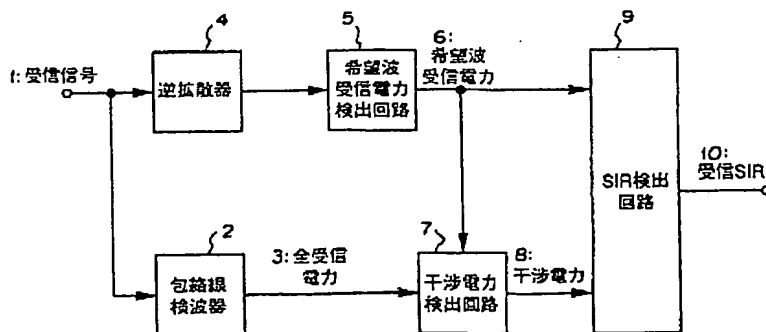 4
5
6:
希望波
受信電力
9
1:受信信号
逆拡散器
希望波
受信電力
検出回路
10:
受信SIR
SIR検出
回路
2
3:全受信
電力
7
8:
干渉電力
包絡線
検波器
干渉電力
検出回路